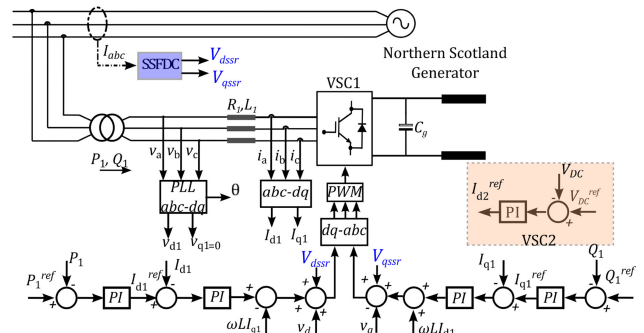 I_abc
SSFDC
V_dssr
V_qssr
Northern Scotland
Generator
VSC1
R_1,L_1
C_g
P_1, Q_1
v_a v_b v_c
i_a i_b i_c
PLL
abc-dq
θ
abc-dq
PWM
dq-abc
v_d1 v_q1=0
I_d1 I_q1
V_DC
I_d2^ref PI V_DC^ref
- +
VSC2
V_dssr V_qssr
P_1 I_d1 I_q1 Q_1
P_1^ref + - PI I_d1^ref + - PI + - + + + - + + + PI - + I_q1^ref PI - + Q_1^ref
ωLI_q1 v_d v_q ωLI_d1